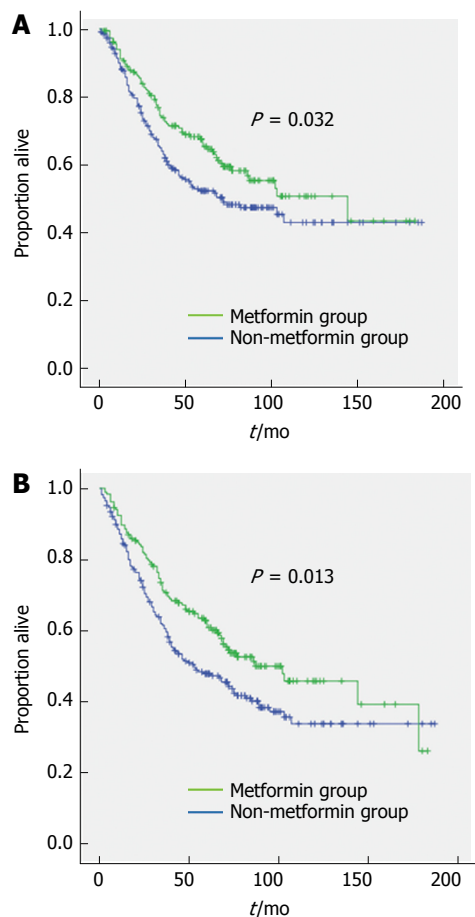 A
1.0
0.8
0.6
0.4
0.2
0.0
Proportion alive
P = 0.032
Metformin group
Non-metformin group
0 50 100 150 200
t/mo
B
1.0
0.8
0.6
0.4
0.2
0.0
Proportion alive
P = 0.013
Metformin group
Non-metformin group
0 50 100 150 200
t/mo